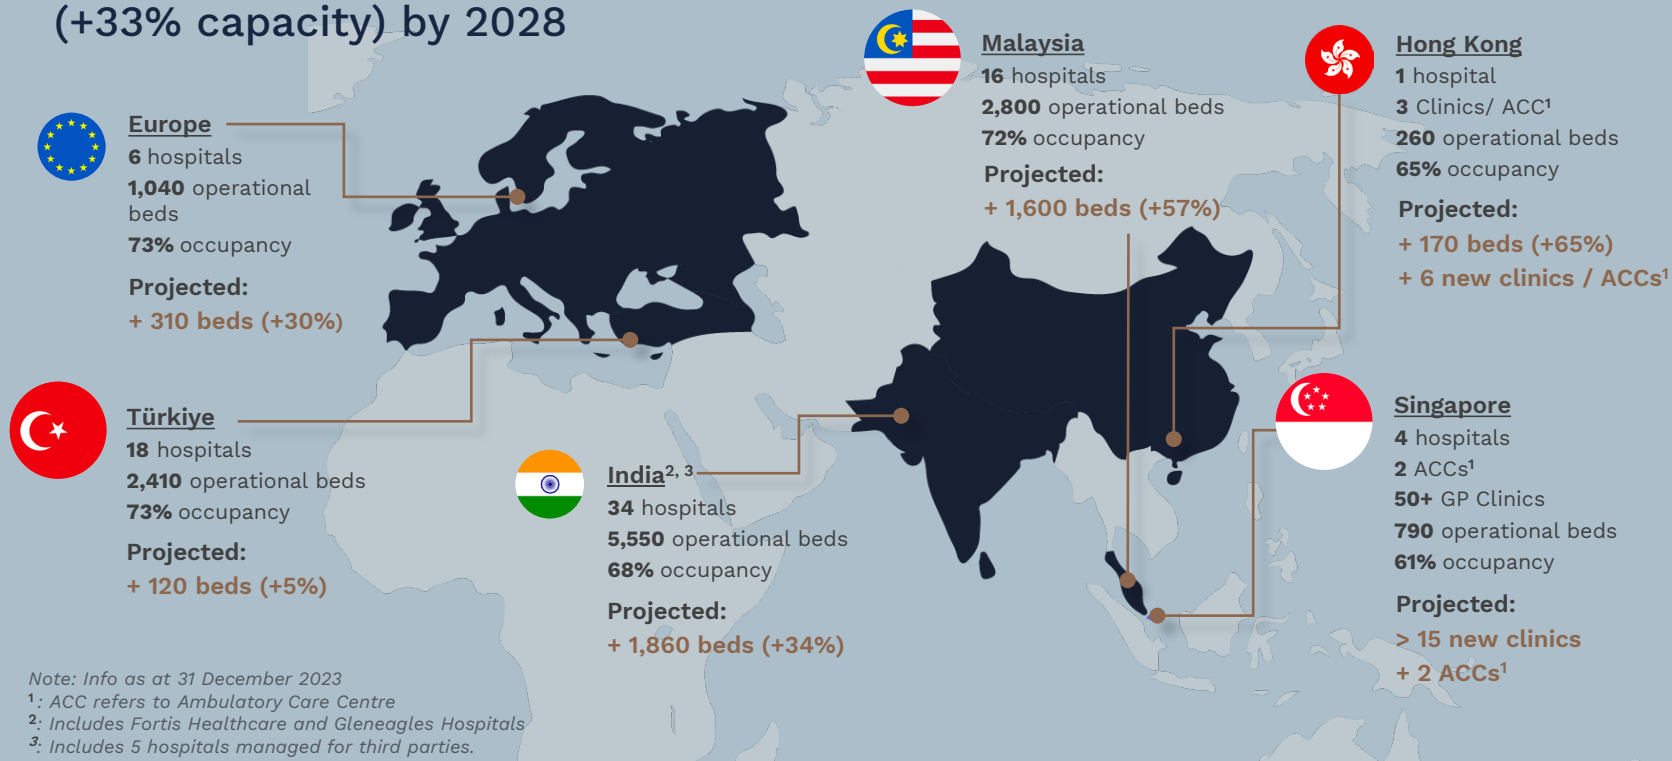 (+33% capacity) by 2028
Europe
6 hospitals
1,040 operational
beds
73% occupancy
Projected:
+ 310 beds (+30%)
Türkiye
18 hospitals
2,410 operational beds
73% occupancy
Projected:
+ 120 beds (+5%)
India2, 3
34 hospitals
5,550 operational beds
68% occupancy
Projected:
+ 1,860 beds (+34%)
Malaysia
16 hospitals
2,800 operational beds
72% occupancy
Projected:
+ 1,600 beds (+57%)
Hong Kong
1 hospital
3 Clinics/ ACC¹
260 operational beds
65% occupancy
Projected:
+ 170 beds (+65%)
+ 6 new clinics / ACCs¹
Singapore
4 hospitals
2 ACCs¹
50+ GP Clinics
790 operational beds
61% occupancy
Projected:
> 15 new clinics
+ 2 ACCs¹
Note: Info as at 31 December 2023
¹: ACC refers to Ambulatory Care Centre
²: Includes Fortis Healthcare and Gleneagles Hospitals
³: Includes 5 hospitals managed for third parties.